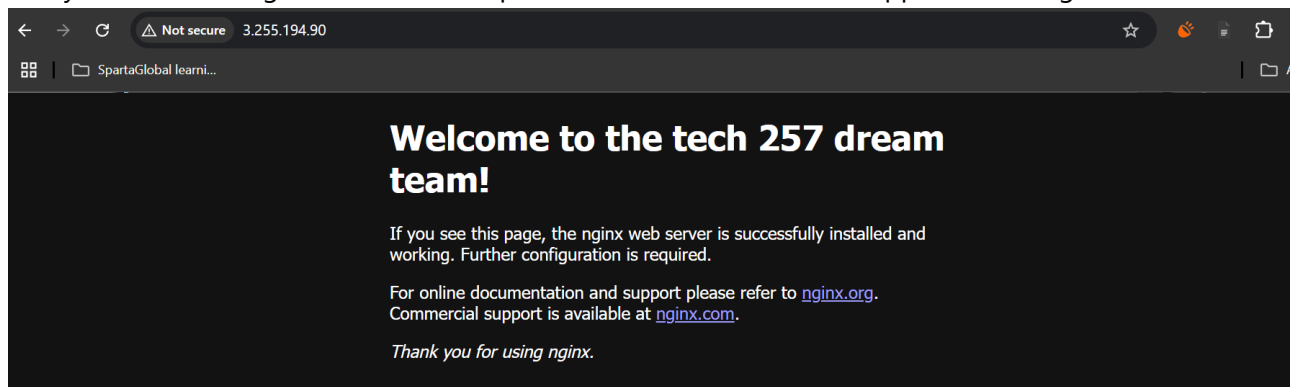 Not secure 3.255.194.90
SpartaGlobal learni...
Welcome to the tech 257 dream
team!
If you see this page, the nginx web server is successfully installed and
working. Further configuration is required.
For online documentation and support please refer to nginx.org.
Commercial support is available at nginx.com.
Thank you for using nginx.